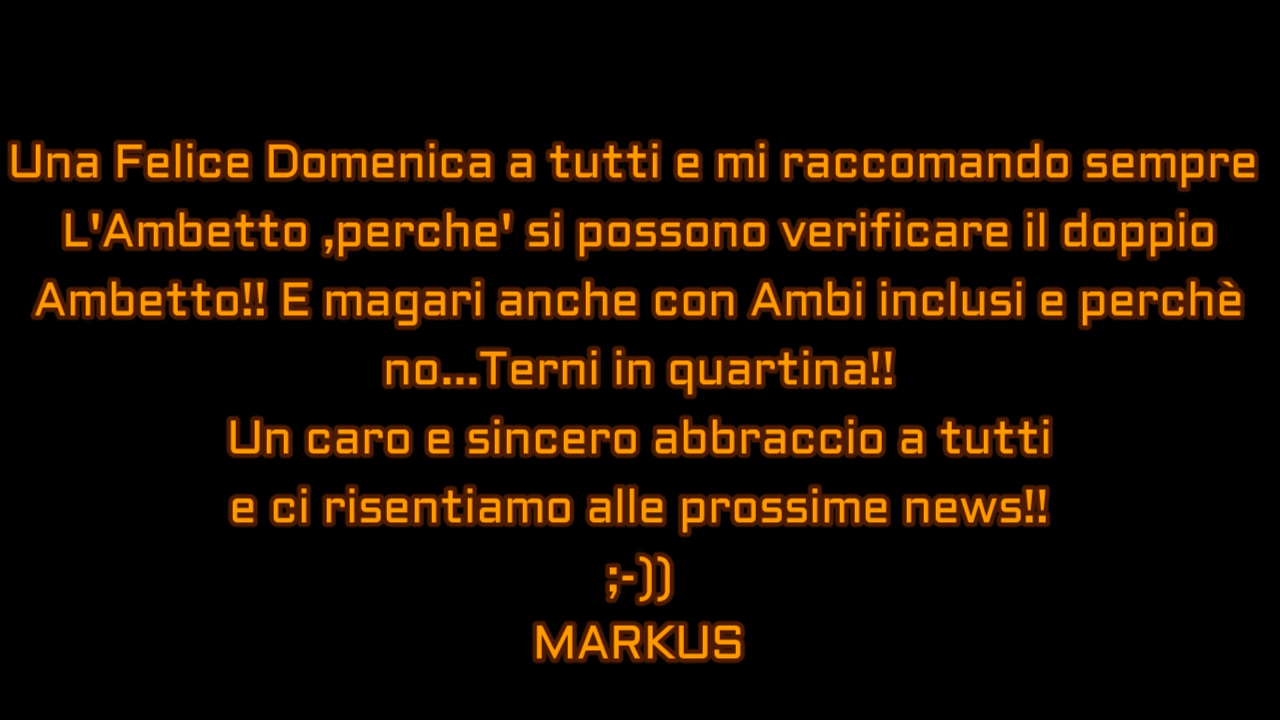 Una Felice Domenica a tutti e mi raccomando sempre
L'Ambetto ,perche' si possono verificare il doppio
Ambetto!! E magari anche con Ambi inclusi e perchè
no...Terni in quartina!!
Un caro e sincero abbraccio a tutti
e ci risentiamo alle prossime news!!
;-))
MARKUS